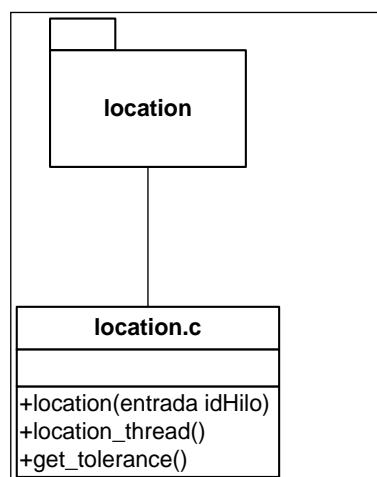 location
location.c
+location(entrada idHilo)
+location_thread()
+get_tolerance()